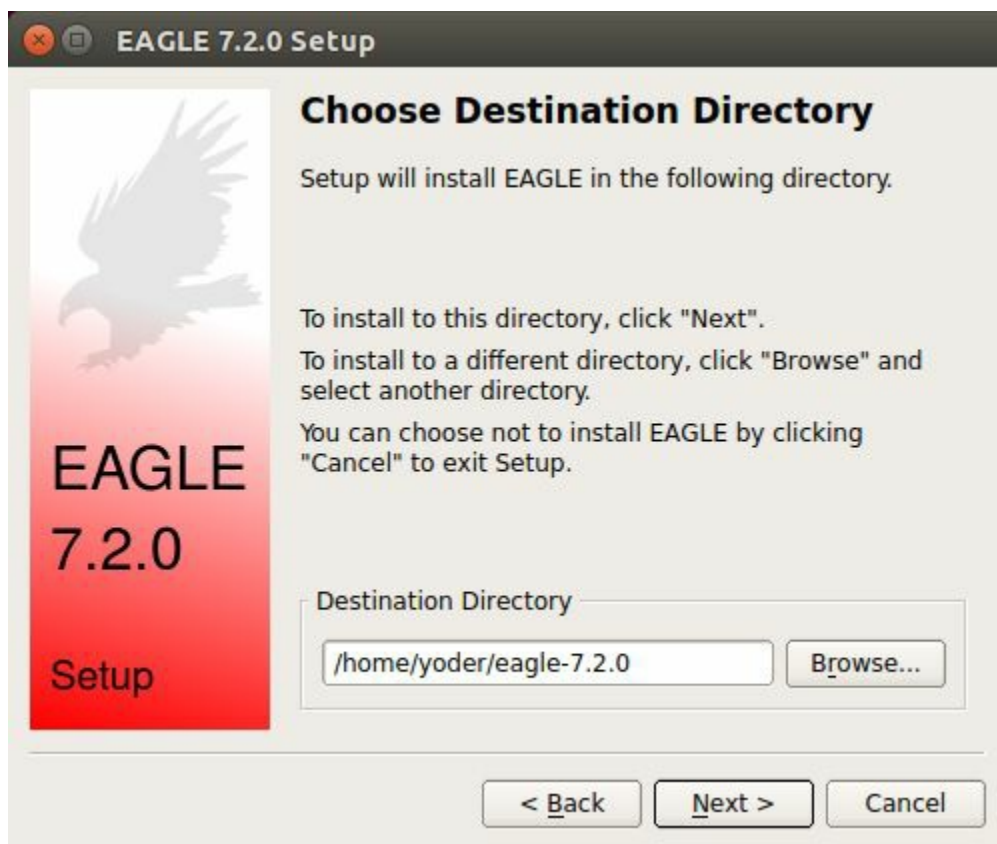 EAGLE 7.2.0 Setup
Choose Destination Directory
Setup will install EAGLE in the following directory.
To install to this directory, click "Next".
To install to a different directory, click "Browse" and
select another directory.
You can choose not to install EAGLE by clicking
"Cancel" to exit Setup.
EAGLE
7.2.0
Setup
Destination Directory
/home/yoder/eagle-7.2.0
Browse...
< Back
Next >
Cancel